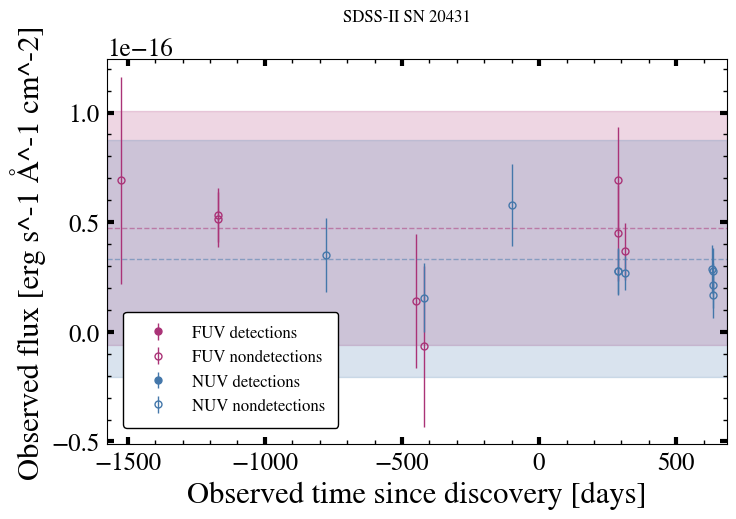 SDSS-II SN 20431
1e−16
1.0
0.5
0.0
−0.5
Observed flux [erg s^-1 Å^-1 cm^-2]
FUV detections
FUV nondetections
NUV detections
NUV nondetections
−1500 −1000 −500 0 500
Observed time since discovery [days]